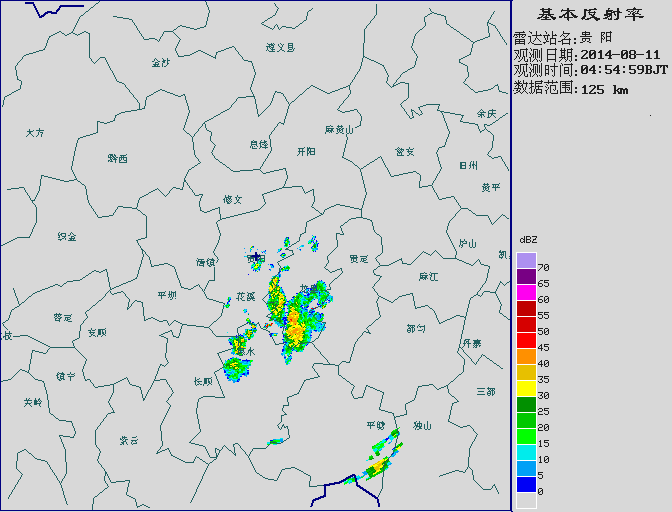 基本反射率
雷达站名:贵 阳
观测日期:2014-08-11
观测时间:04:54:59BJT
数据范围:125 km
遵义县
金沙
余庆
大方
麻黄山
息烽
开阳
瓮安
黔西
旧州
黄平
修文
织金
炉山
凯
清镇
贵定
麻江
平坝
花溪
龙里
普定
安顺
都匀
枝
惠水
丹寨
镇宁
长顺
三都
关岭
平塘
独山
紫云
dBZ
70
65
60
55
50
45
40
35
30
25
20
15
10
5
0